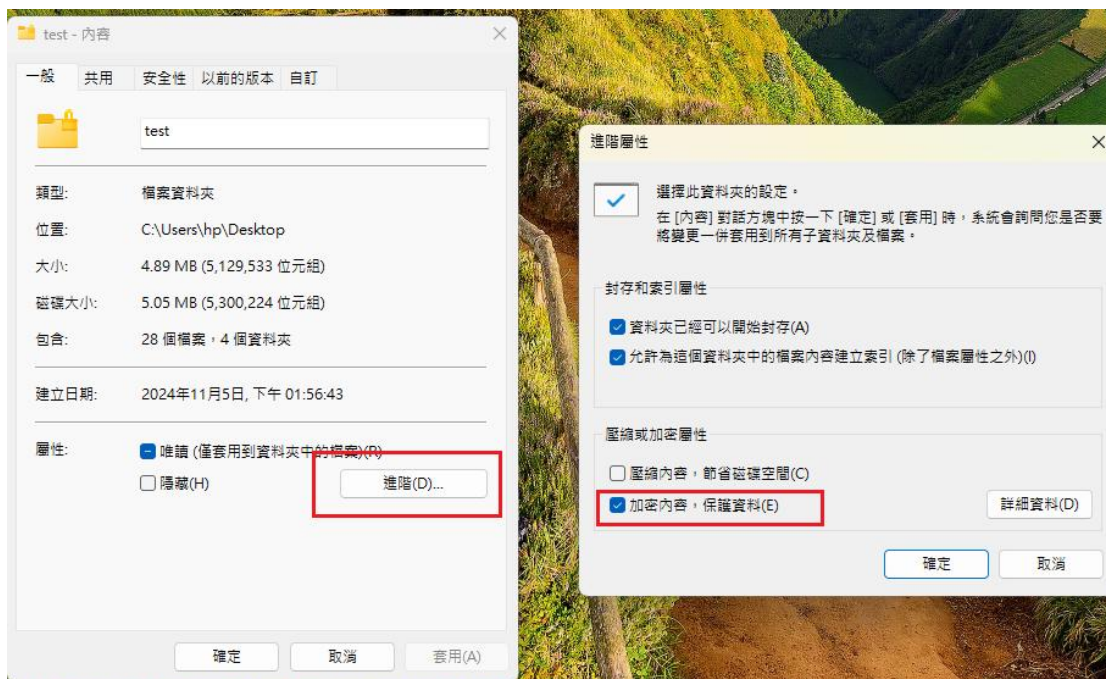 test - 內容
一般 共用 安全性 以前的版本 自訂
test
類型: 檔案資料夾
位置: C:\Users\hp\Desktop
大小: 4.89 MB (5,129,533 位元組)
磁碟大小: 5.05 MB (5,300,224 位元組)
包含: 28 個檔案，4 個資料夾
建立日期: 2024年11月5日, 下午 01:56:43
屬性: 唯讀 (僅套用到資料夾中的檔案)(R)
隱藏(H) 進階(D)...
確定 取消 套用(A)
進階屬性
選擇此資料夾的設定。
在 [內容] 對話方塊中按一下 [確定] 或 [套用] 時，系統會詢問您是否要
將變更一併套用到所有子資料夾及檔案。
封存和索引屬性
資料夾已經可以開始封存(A)
允許為這個資料夾中的檔案內容建立索引 (除了檔案屬性之外)(I)
壓縮或加密屬性
壓縮內容，節省磁碟空間(C)
加密內容，保護資料(E) 詳細資料(D)
確定 取消